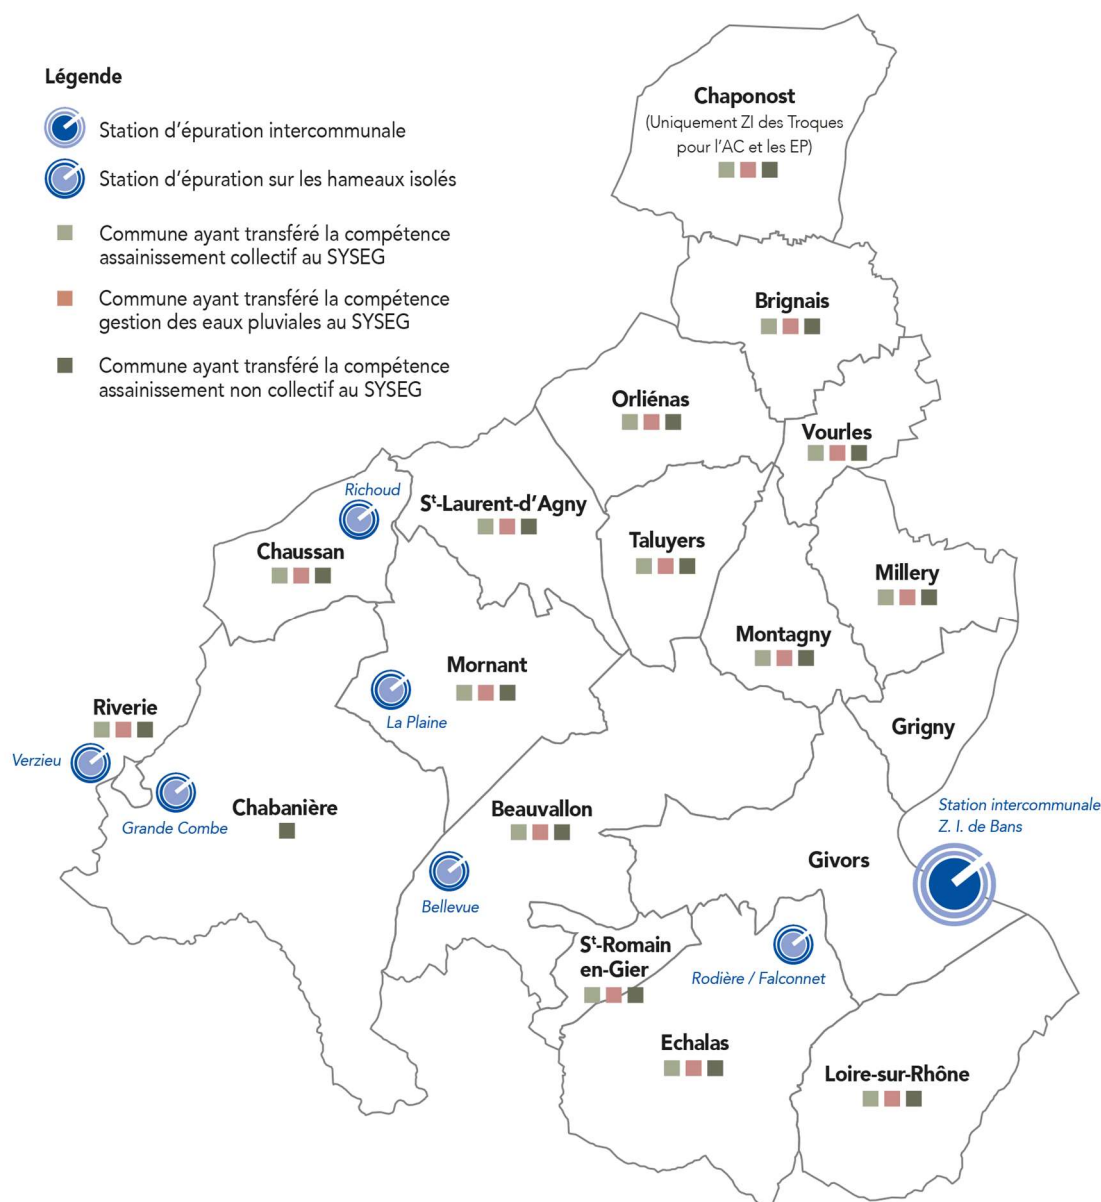 Légende
Station d'épuration intercommunale
Station d'épuration sur les hameaux isolés
Commune ayant transféré la compétence
assainissement collectif au SYSEG
Commune ayant transféré la compétence
gestion des eaux pluviales au SYSEG
Commune ayant transféré la compétence
assainissement non collectif au SYSEG
Chaponost
(Uniquement ZI des Troques
pour l'AC et les EP)
Brignais
Orliénas
Vourles
Richoud
St-Laurent-d'Agny
Chaussan
Taluyers
Millery
Montagny
Mornant
La Plaine
Riverie
Grigny
Verzieu
Grande Combe
Chabanière
Beauvallon
Station intercommunale
Z. I. de Bans
Givors
Bellevue
St-Romain
en-Gier
Rodière / Falconnet
Echalas
Loire-sur-Rhône